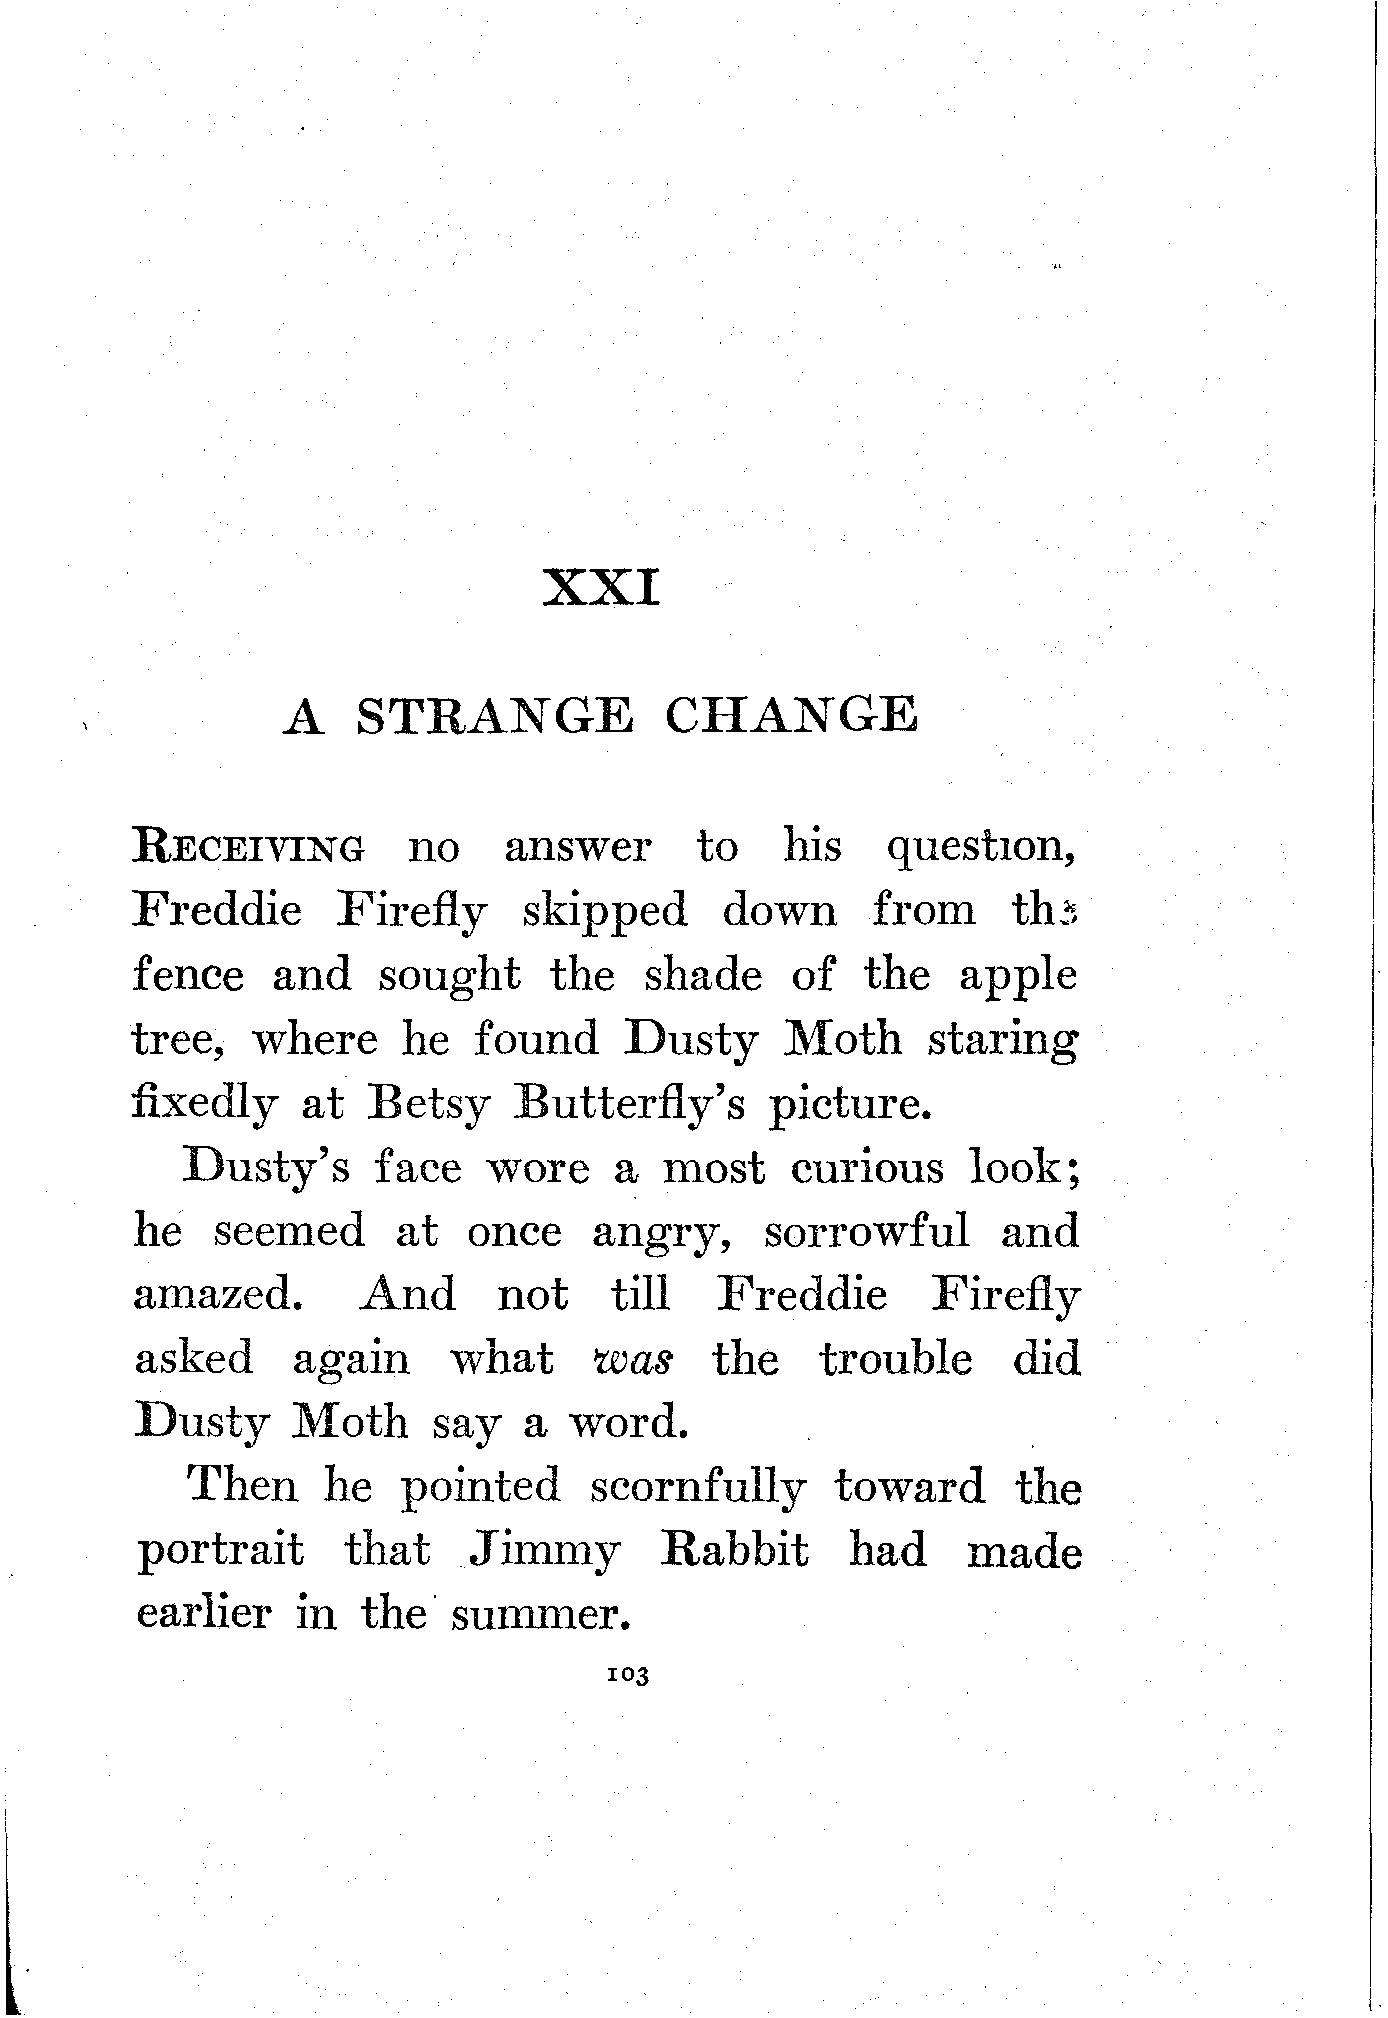 XXI
A STRANGE CHANGE
RECEIVING no answer to his question,
Freddie Firefly skipped down from the
fence and sought the shade of the apple
tree, where he found Dusty Moth staring
fixedly at Betsy Butterfly's picture.
Dusty's face wore a most curious look;
he seemed at once angry, sorrowful and
amazed. And not till Freddie Firefly
asked again what was the trouble did
Dusty Moth say a word.
Then he pointed scornfully toward the
portrait that Jimmy Rabbit had made
earlier in the summer.
103